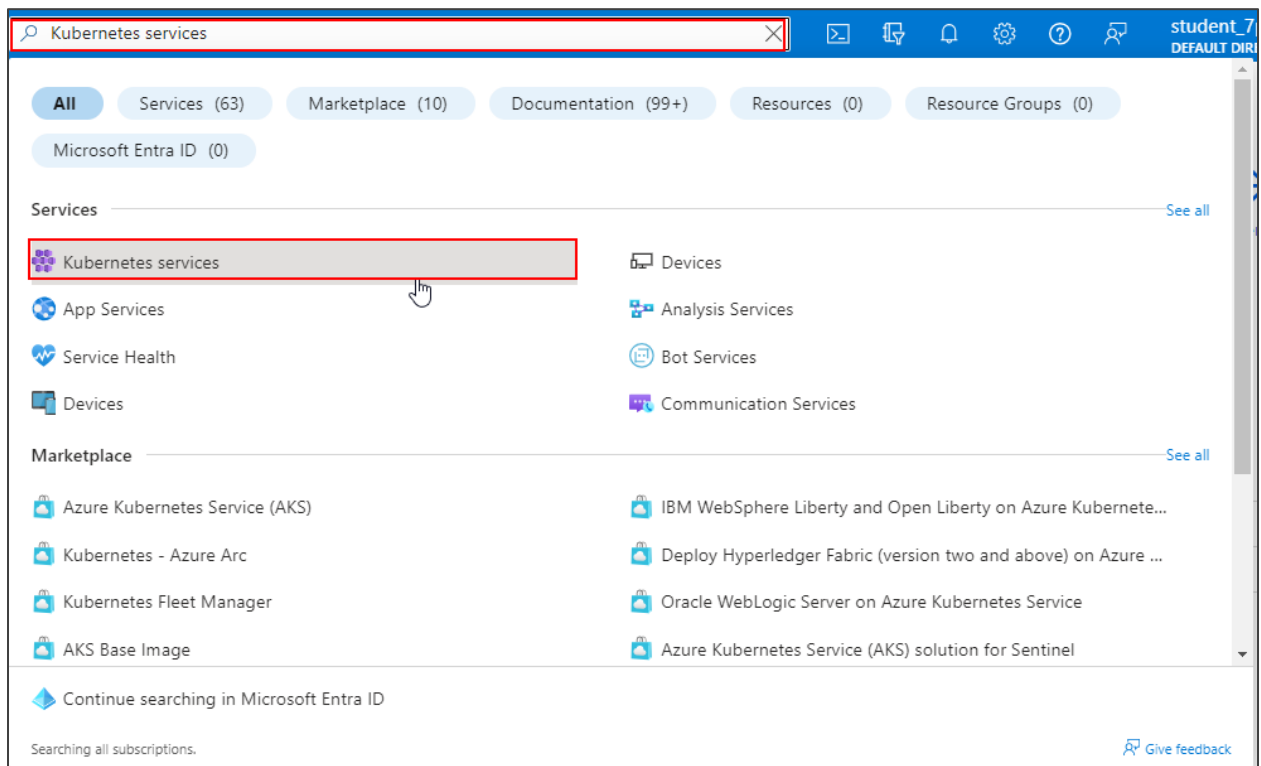 Kubernetes services
student_7
DEFAULT DIRE
All
Services (63)
Marketplace (10)
Documentation (99+)
Resources (0)
Resource Groups (0)
Microsoft Entra ID (0)
Services
See all
Kubernetes services
Devices
App Services
Analysis Services
Service Health
Bot Services
Devices
Communication Services
Marketplace
See all
Azure Kubernetes Service (AKS)
IBM WebSphere Liberty and Open Liberty on Azure Kubernete...
Kubernetes - Azure Arc
Deploy Hyperledger Fabric (version two and above) on Azure ...
Kubernetes Fleet Manager
Oracle WebLogic Server on Azure Kubernetes Service
AKS Base Image
Azure Kubernetes Service (AKS) solution for Sentinel
Continue searching in Microsoft Entra ID
Searching all subscriptions.
Give feedback